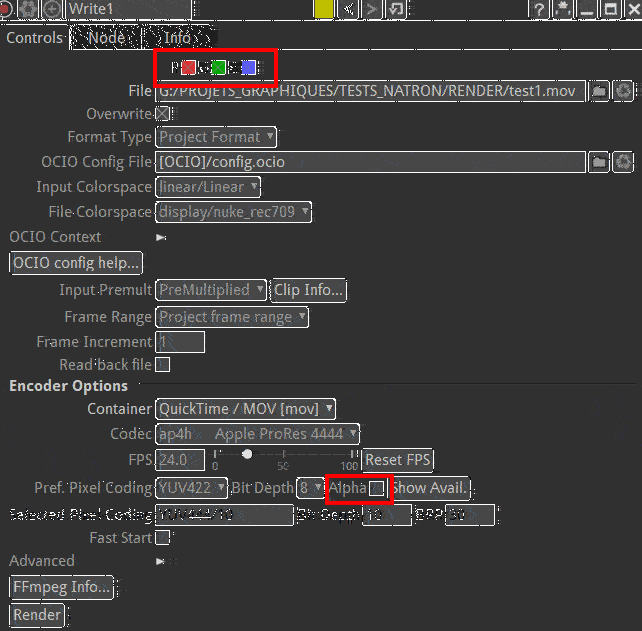 Write1
?
Controls Node Info
File G:/PROJETS_GRAPHIQUES/TESTS_NATRON/RENDER/test1.mov
Overwrite
Format Type Project Format
OCIO Config File [OCIO]/config.ocio
Input Colorspace linear/Linear
File Colorspace display/nuke_rec709
OCIO Context
OCIO config help...
Input Premult PreMultiplied Clip Info...
Frame Range Project frame range
Frame Increment 1
Read back file
Encoder Options
Container QuickTime / MOV [mov]
Codec ap4h Apple ProRes 4444
FPS 24.0 0 50 100 Reset FPS
Pref. Pixel Coding YUV422 Bit Depth 8 Alpha Show Avail.
Selected Pixel Coding YUV444/10 Bit Depth 10 BPP 30
Fast Start
Advanced
FFmpeg Info...
Render